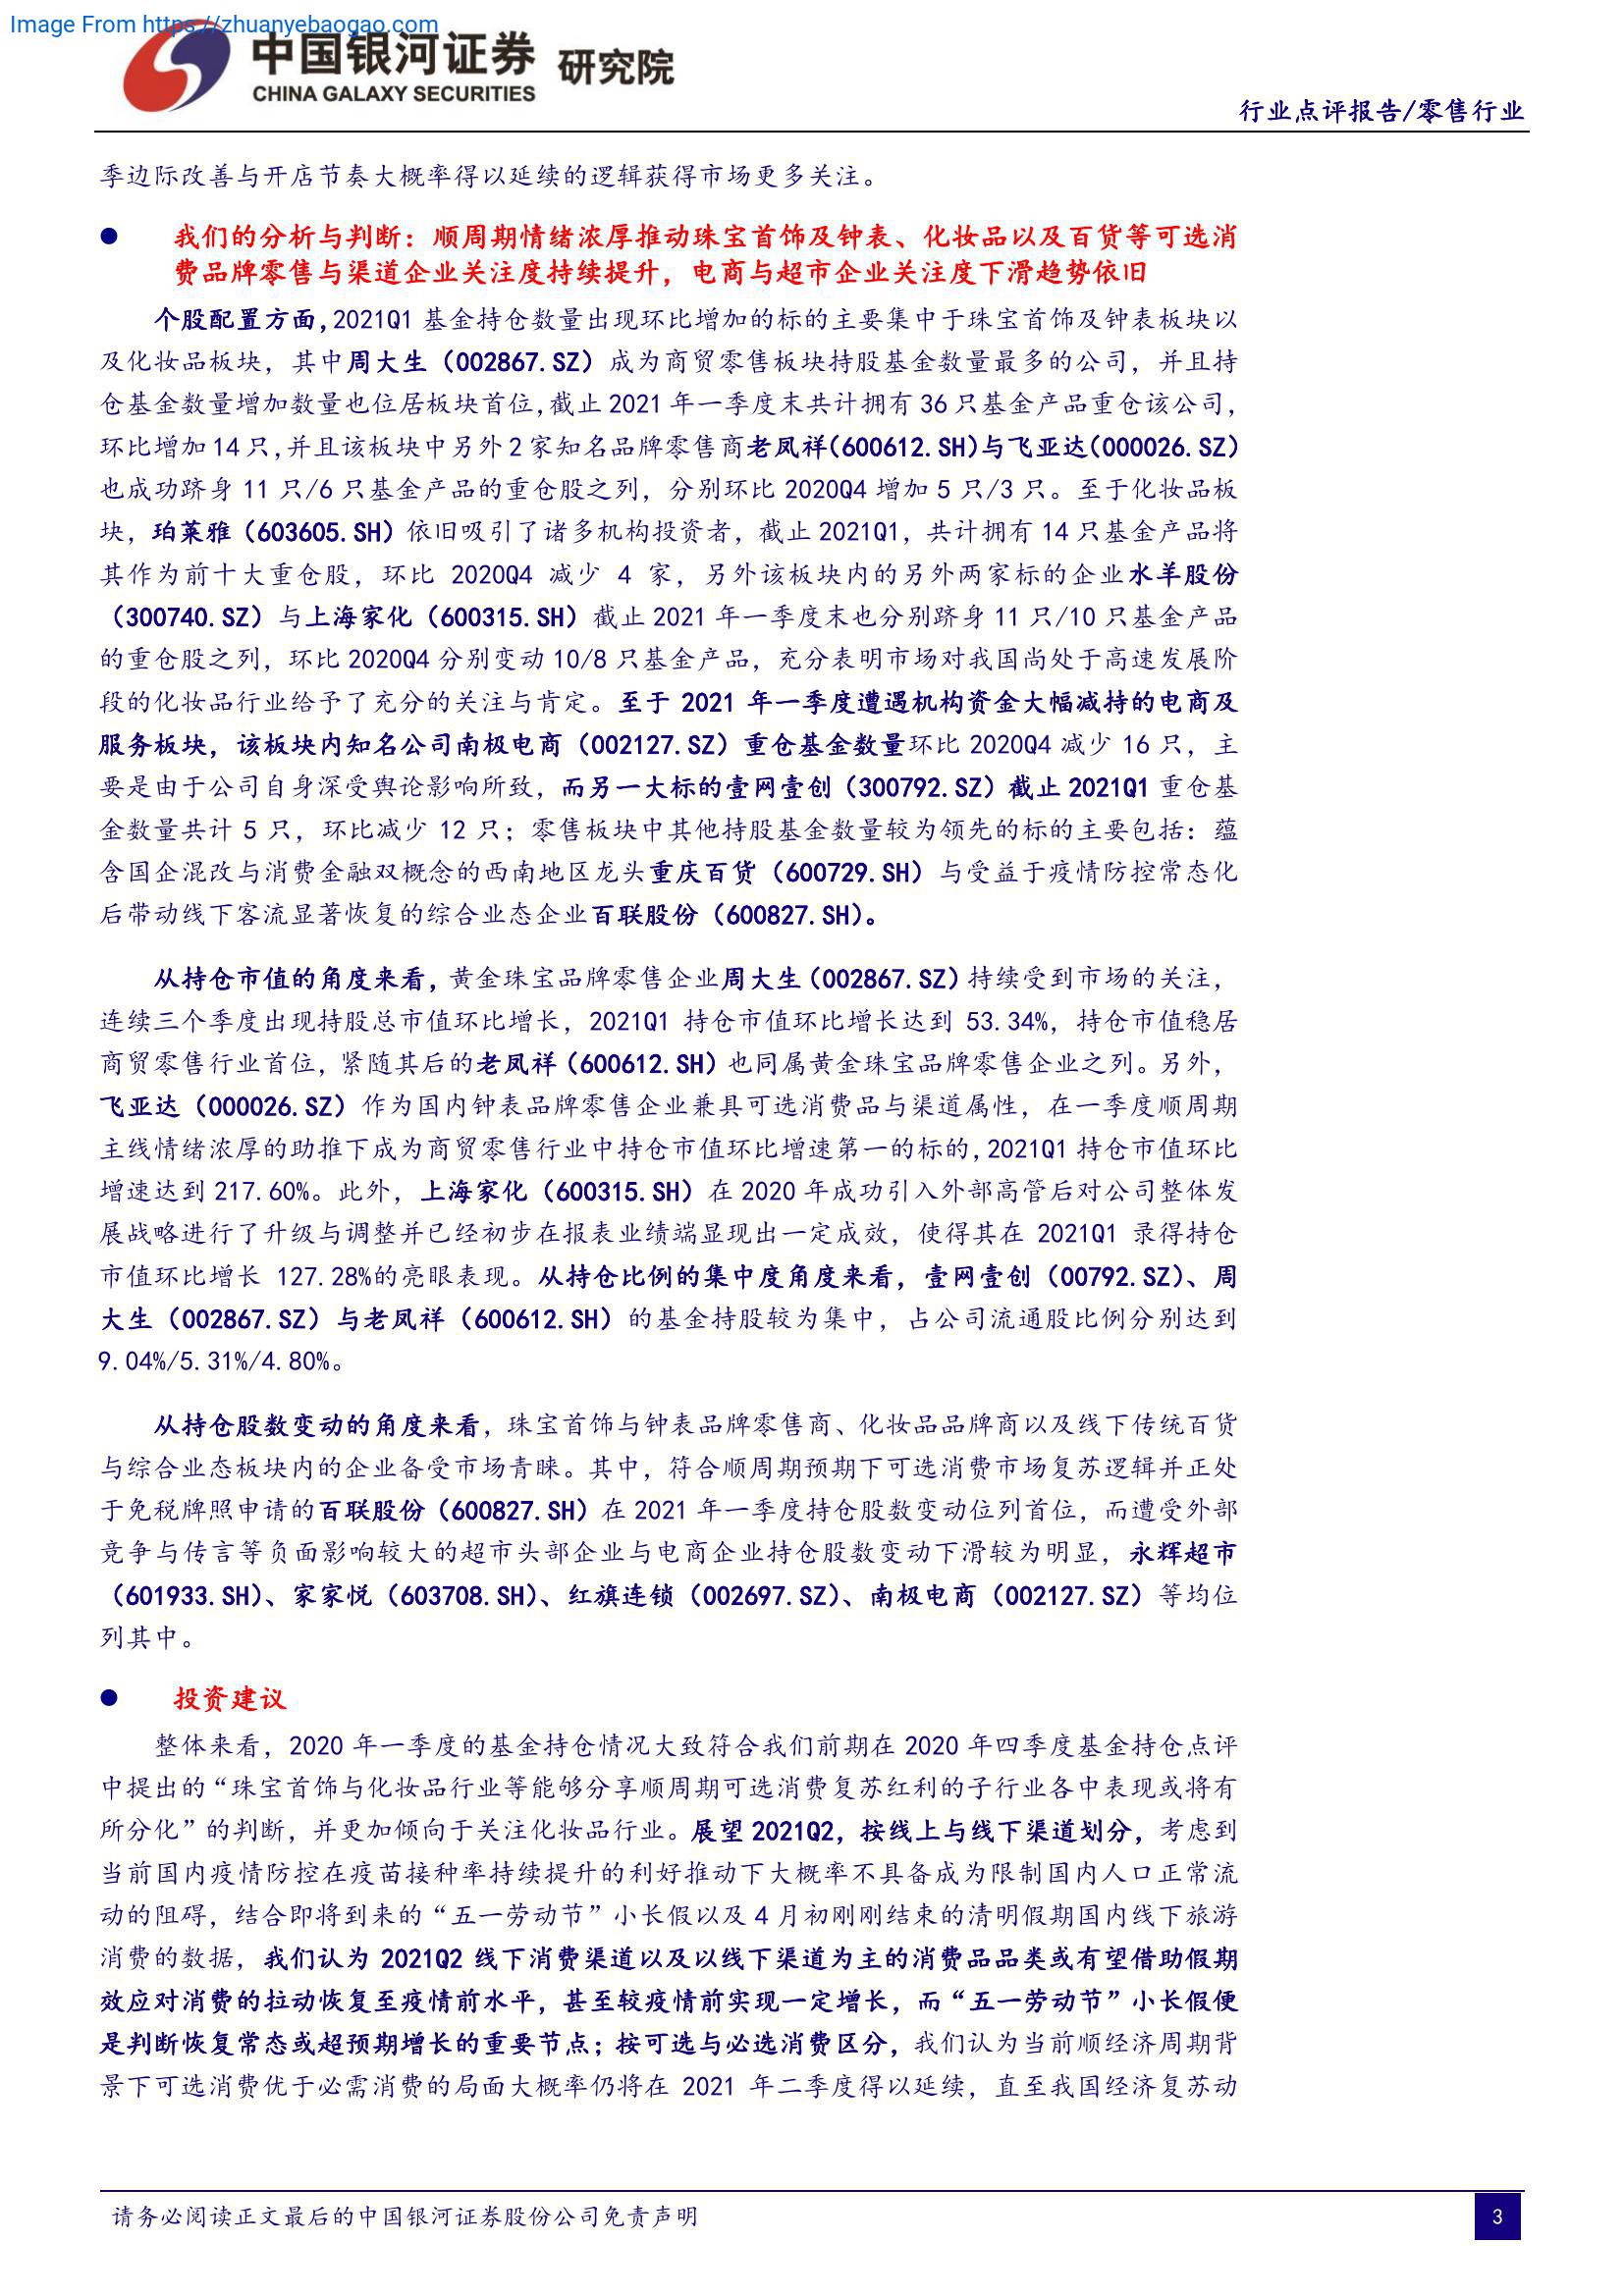 Image From https://zhuanyebaogao.com
中国银河证券 研究院
CHINA GALAXY SECURITIES
行业点评报告/零售行业
季边际改善与开店节奏大概率得以延续的逻辑获得市场更多关注。
● 我们的分析与判断：顺周期情绪浓厚推动珠宝首饰及钟表、化妆品以及百货等可选消
费品牌零售与渠道企业关注度持续提升，电商与超市企业关注度下滑趋势依旧
个股配置方面，2021Q1 基金持仓数量出现环比增加的标的主要集中于珠宝首饰及钟表板块以
及化妆品板块，其中周大生（002867.SZ）成为商贸零售板块持股基金数量最多的公司，并且持
仓基金数量增加数量也位居板块首位，截止 2021 年一季度末共计拥有 36 只基金产品重仓该公司，
环比增加 14 只，并且该板块中另外 2 家知名品牌零售商老凤祥（600612.SH）与飞亚达（000026.SZ）
也成功跻身 11 只/6 只基金产品的重仓股之列，分别环比 2020Q4 增加 5 只/3 只。至于化妆品板
块，珀莱雅（603605.SH）依旧吸引了诸多机构投资者，截止 2021Q1，共计拥有 14 只基金产品将
其作为前十大重仓股，环比 2020Q4 减少 4 家，另外该板块内的另外两家标的企业水羊股份
（300740.SZ）与上海家化（600315.SH）截止 2021 年一季度末也分别跻身 11 只/10 只基金产品
的重仓股之列，环比 2020Q4 分别变动 10/8 只基金产品，充分表明市场对我国尚处于高速发展阶
段的化妆品行业给予了充分的关注与肯定。至于 2021 年一季度遭遇机构资金大幅减持的电商及
服务板块，该板块内知名公司南极电商（002127.SZ）重仓基金数量环比 2020Q4 减少 16 只，主
要是由于公司自身深受舆论影响所致，而另一大标的壹网壹创（300792.SZ）截止 2021Q1 重仓基
金数量共计 5 只，环比减少 12 只；零售板块中其他持股基金数量较为领先的标的主要包括：蕴
含国企混改与消费金融双概念的西南地区龙头重庆百货（600729.SH）与受益于疫情防控常态化
后带动线下客流显著恢复的综合业态企业百联股份（600827.SH）。
从持仓市值的角度来看，黄金珠宝品牌零售企业周大生（002867.SZ）持续受到市场的关注，
连续三个季度出现持股总市值环比增长，2021Q1 持仓市值环比增长达到 53.34%，持仓市值稳居
商贸零售行业首位，紧随其后的老凤祥（600612.SH）也同属黄金珠宝品牌零售企业之列。另外，
飞亚达（000026.SZ）作为国内钟表品牌零售企业兼具可选消费品与渠道属性，在一季度顺周期
主线情绪浓厚的助推下成为商贸零售行业中持仓市值环比增速第一的标的，2021Q1 持仓市值环比
增速达到 217.60%。此外，上海家化（600315.SH）在 2020 年成功引入外部高管后对公司整体发
展战略进行了升级与调整并已经初步在报表业绩端显现出一定成效，使得其在 2021Q1 录得持仓
市值环比增长 127.28%的亮眼表现。从持仓比例的集中度角度来看，壹网壹创（00792.SZ）、周
大生（002867.SZ）与老凤祥（600612.SH）的基金持股较为集中，占公司流通股比例分别达到
9.04%/5.31%/4.80%。
从持仓股数变动的角度来看，珠宝首饰与钟表品牌零售商、化妆品品牌商以及线下传统百货
与综合业态板块内的企业备受市场青睐。其中，符合顺周期预期下可选消费市场复苏逻辑并正处
于免税牌照申请的百联股份（600827.SH）在 2021 年一季度持仓股数变动位列首位，而遭受外部
竞争与传言等负面影响较大的超市头部企业与电商企业持仓股数变动下滑较为明显，永辉超市
（601933.SH）、家家悦（603708.SH）、红旗连锁（002697.SZ）、南极电商（002127.SZ）等均位
列其中。
● 投资建议
整体来看，2020 年一季度的基金持仓情况大致符合我们前期在 2020 年四季度基金持仓点评
中提出的“珠宝首饰与化妆品行业等能够分享顺周期可选消费复苏红利的子行业各中表现或将有
所分化”的判断，并更加倾向于关注化妆品行业。展望 2021Q2，按线上与线下渠道划分，考虑到
当前国内疫情防控在疫苗接种率持续提升的利好推动下大概率不具备成为限制国内人口正常流
动的阻碍，结合即将到来的“五一劳动节”小长假以及 4 月初刚刚结束的清明假期国内线下旅游
消费的数据，我们认为 2021Q2 线下消费渠道以及以线下渠道为主的消费品品类或有望借助假期
效应对消费的拉动恢复至疫情前水平，甚至较疫情前实现一定增长，而“五一劳动节”小长假便
是判断恢复常态或超预期增长的重要节点；按可选与必选消费区分，我们认为当前顺经济周期背
景下可选消费优于必需消费的局面大概率仍将在 2021 年二季度得以延续，直至我国经济复苏动
请务必阅读正文最后的中国银河证券股份公司免责声明
3